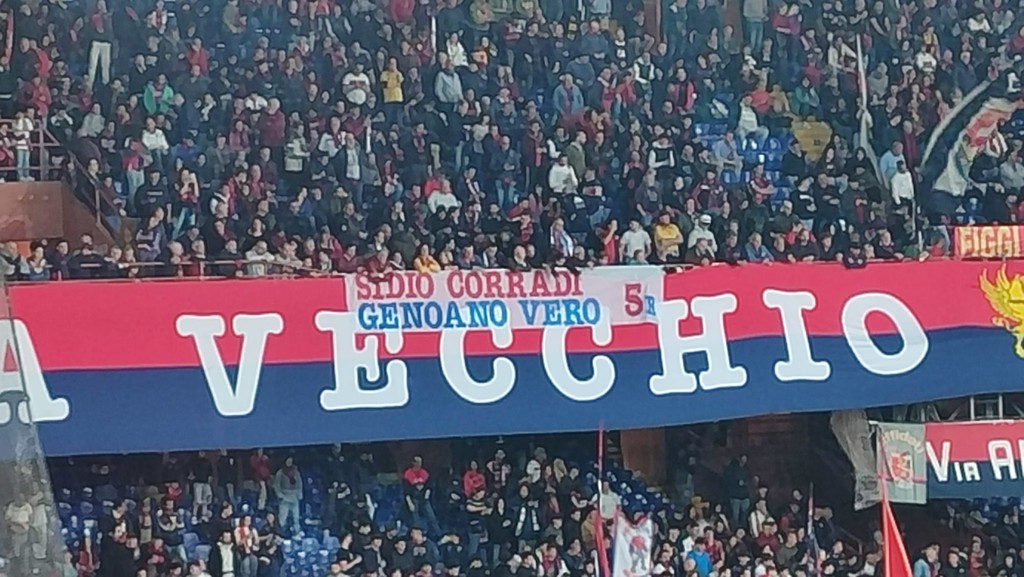 SIDIO CORRADI
GENOANO VERO 5R
A VECCHIO
VIA A